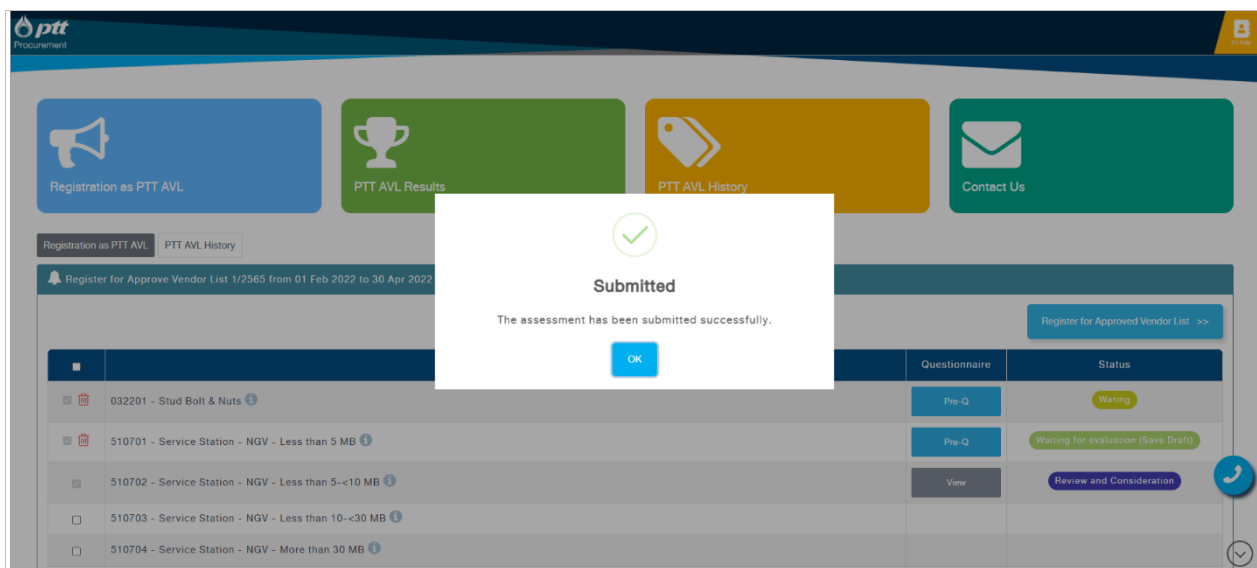 ptt
Procurement
Registration as PTT AVL
PTT AVL Results
PTT AVL History
Contact Us
Registration as PTT AVL
PTT AVL History
Register for Approve Vendor List 1/2565 from 01 Feb 2022 to 30 Apr 2022
Submitted
The assessment has been submitted successfully.
OK
Register for Approved Vendor List >>
Questionnaire
Status
032201 - Stud Bolt & Nuts
Pre-Q
Wating
510701 - Service Station - NGV - Less than 5 MB
Pre-Q
Waiting for evaluation (Save Draft)
510702 - Service Station - NGV - Less than 5-<10 MB
View
Review and Consideration
510703 - Service Station - NGV - Less than 10-<30 MB
510704 - Service Station - NGV - More than 30 MB